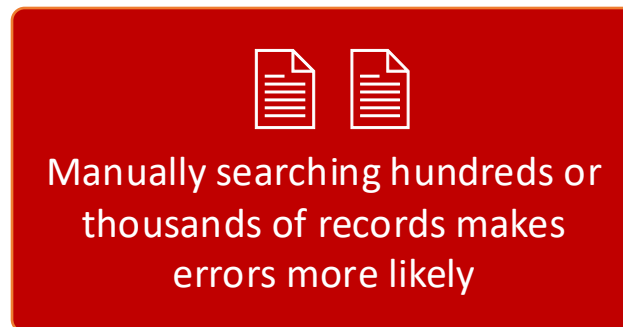 Manually searching hundreds or
thousands of records makes
errors more likely